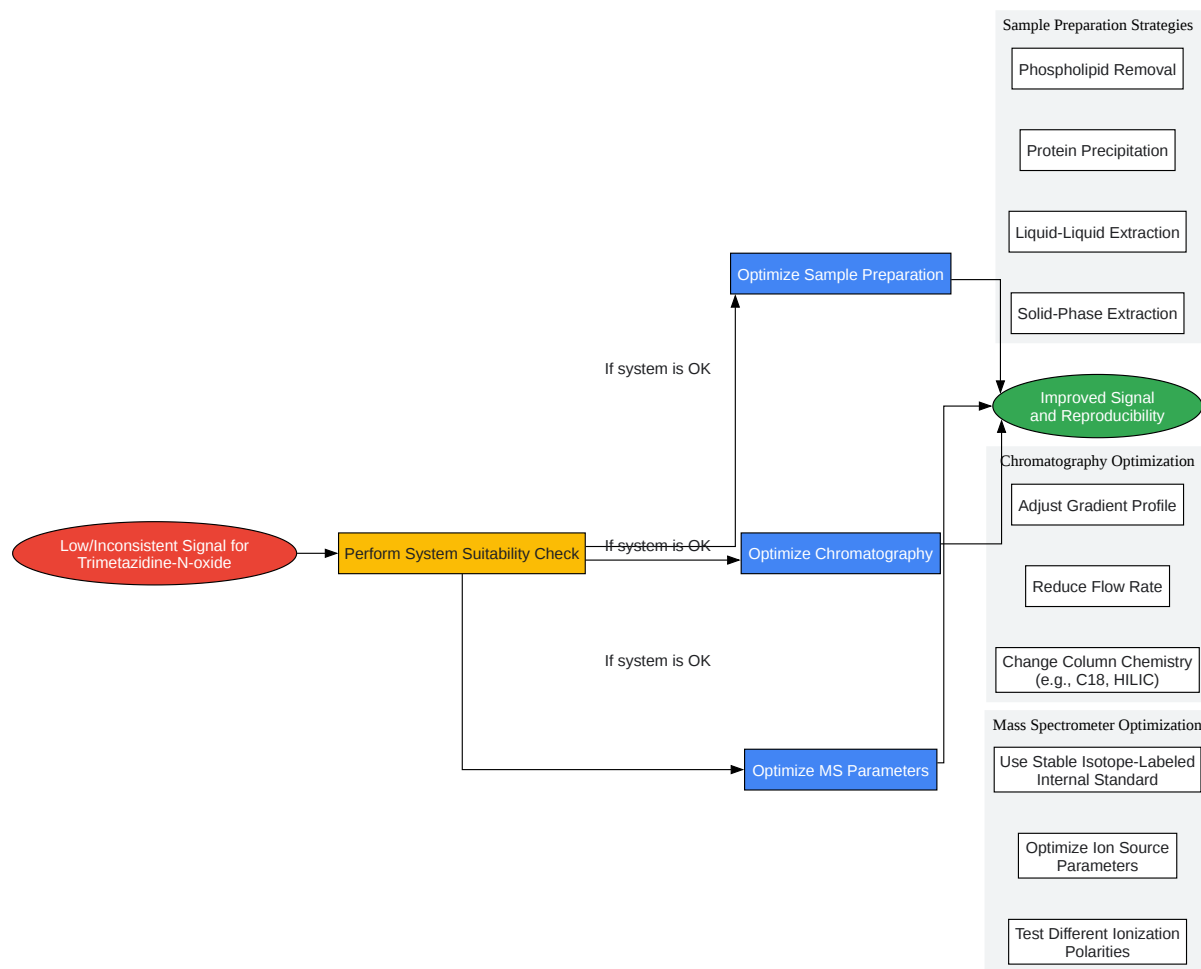 Sample Preparation Strategies
Phospholipid Removal
Protein Precipitation
Liquid-Liquid Extraction
Solid-Phase Extraction
Optimize Sample Preparation
If system is OK
Improved Signal
and Reproducibility
Chromatography Optimization
Adjust Gradient Profile
Reduce Flow Rate
Change Column Chemistry
(e.g., C18, HILIC)
Low/Inconsistent Signal for
Trimetazidine-N-oxide
Perform System Suitability Check
If system is OK
Optimize Chromatography
If system is OK
Optimize MS Parameters
Mass Spectrometer Optimization
Use Stable Isotope-Labeled
Internal Standard
Optimize Ion Source
Parameters
Test Different Ionization
Polarities